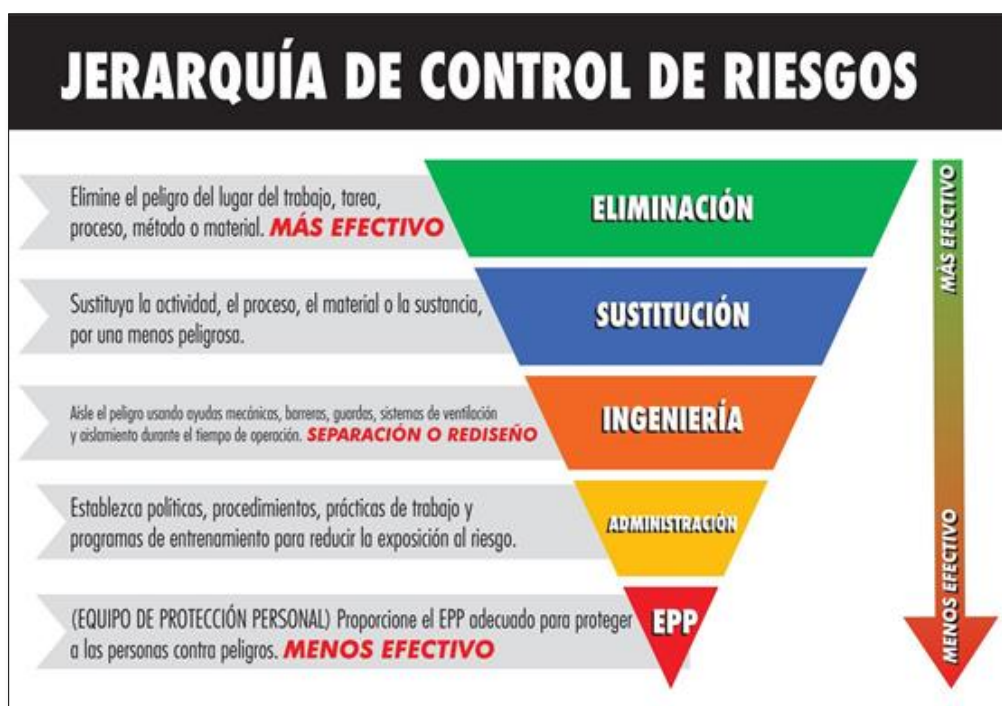 JERARQUÍA DE CONTROL DE RIESGOS
Elimine el peligro del lugar del trabajo, tarea,
proceso, método o material. MÁS EFECTIVO
ELIMINACIÓN
Sustituya la actividad, el proceso, el material o la sustancia,
por una menos peligrosa.
SUSTITUCIÓN
Aisle el peligro usando ayudas mecánicas, barreras, guardas, sistemas de ventilación
y aislamiento durante el tiempo de operación. SEPARACIÓN O REDISEÑO
INGENIERÍA
Establezca políticas, procedimientos, prácticas de trabajo y
programas de entrenamiento para reducir la exposición al riesgo.
ADMINISTRACIÓN
(EQUIPO DE PROTECCIÓN PERSONAL) Proporcione el EPP adecuado para proteger
a las personas contra peligros. MENOS EFECTIVO
EPP
MÀS EFECTIVO
MENOS EFECTIVO